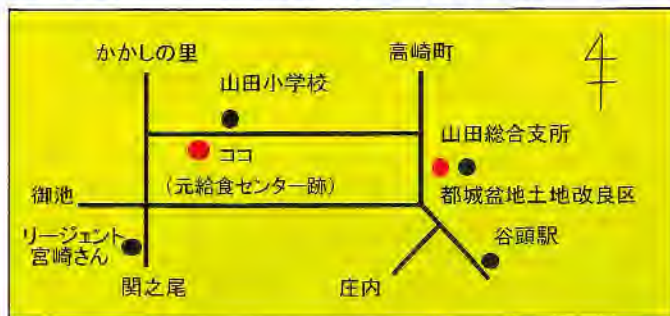 かかしの里
高崎町
山田小学校
山田総合支所
ココ
(元給食センター跡)
都城盆地土地改良区
御池
リージェント
宮崎さん
谷頭駅
関之尾
庄内